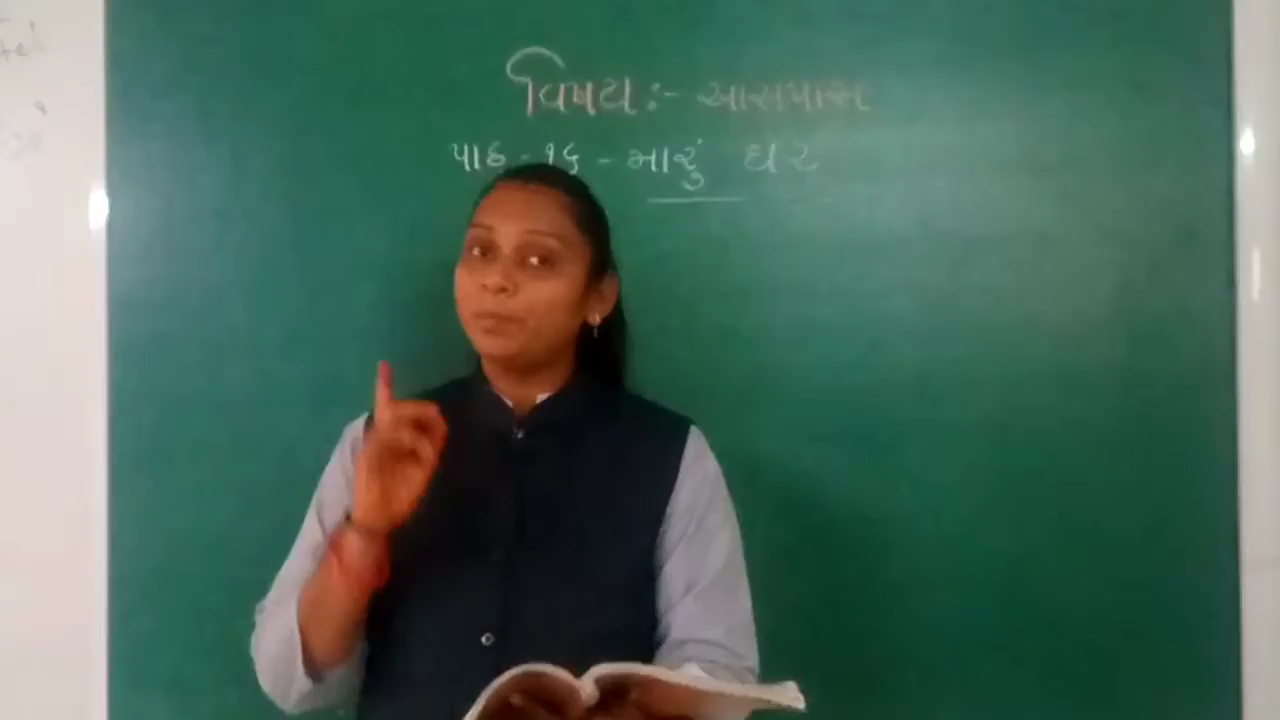 વિષય :- આસપાસ
પાઠ - ૧૬ - મારું ઘર